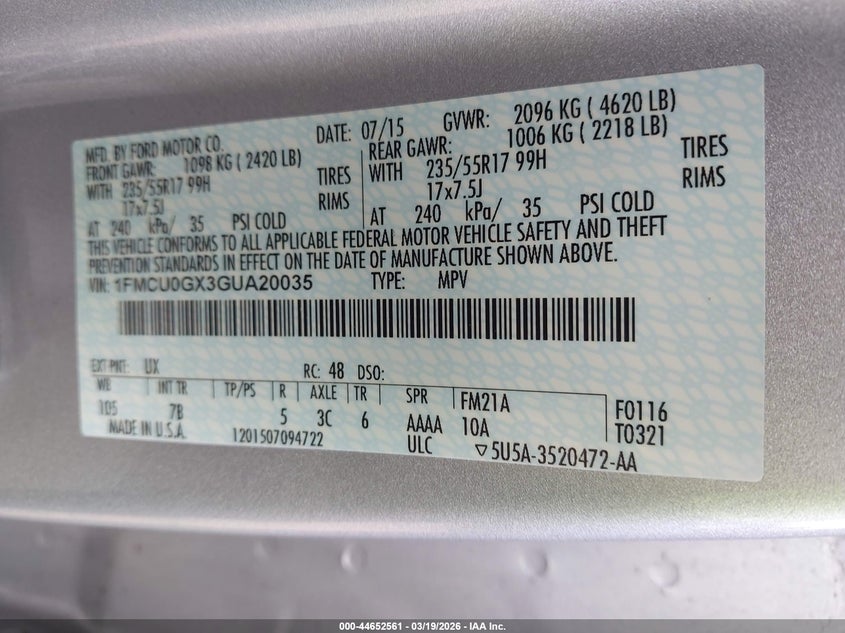 MFD. BY FORD MOTOR CO.
DATE: 07/15
GVWR: 2096 KG ( 4620 LB)
FRONT GAWR: 1098 KG ( 2420 LB)
REAR GAWR: 1006 KG ( 2218 LB)
WITH 235/55R17 99H TIRES
WITH 235/55R17 99H TIRES
17x7.5J RIMS
17x7.5J RIMS
AT 240 kPa/ 35 PSI COLD
AT 240 kPa/ 35 PSI COLD
THIS VEHICLE CONFORMS TO ALL APPLICABLE FEDERAL MOTOR VEHICLE SAFETY AND THEFT
PREVENTION STANDARDS IN EFFECT ON THE DATE OF MANUFACTURE SHOWN ABOVE.
VIN: 1FMCU0GX3GUA20035 TYPE: MPV
EXT PNT: UX RC: 48 DSO:
WB INT TR TP/PS R AXLE TR SPR FM21A F0116
105 7B 5 3C 6 AAAA 10A T0321
MADE IN U.S.A. 1201507094722 ULC ▽5U5A-3520472-AA
000-44652561 | 03/19/2026 | IAA Inc.